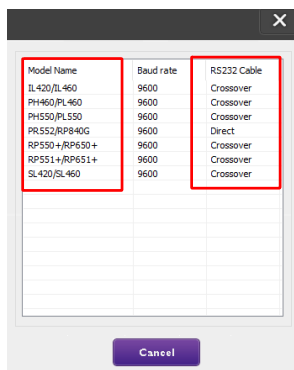 Model Name Baud rate RS232 Cable
IL420/IL460 9600 Crossover
PH460/PL460 9600 Crossover
PH550/PL550 9600 Crossover
PR552/RP840G 9600 Direct
RP550+/RP650+ 9600 Crossover
RP551+/RP651+ 9600 Crossover
SL420/SL460 9600 Crossover
Cancel